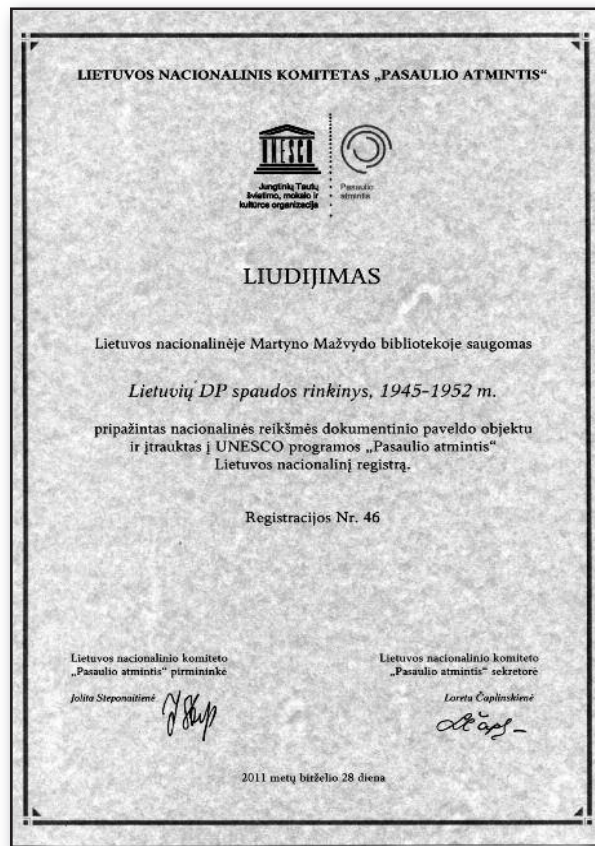 LIETUVOS NACIONALINIS KOMITETAS „PASAULIO ATMINTIS“
UNESCO
Jungtinių Tautų
švietimo, mokslo ir
kultūros organizacija
Pasaulio
atmintis
LIUDIJIMAS
Lietuvos nacionalinėje Martyno Mažvydo bibliotekoje saugomas
Lietuvių DP spaudos rinkinys, 1945-1952 m.
pripažintas nacionalinės reikšmės dokumentinio paveldo objektu
ir įtrauktas į UNESCO programos „Pasaulio atmintis“
Lietuvos nacionalinį registrą.
Registracijos Nr. 46
Lietuvos nacionalinio komiteto
„Pasaulio atmintis“ pirmininkė
Jolita Steponaitienė
Lietuvos nacionalinio komiteto
„Pasaulio atmintis“ sekretorė
Loreta Čaplinskienė
2011 metų birželio 28 diena